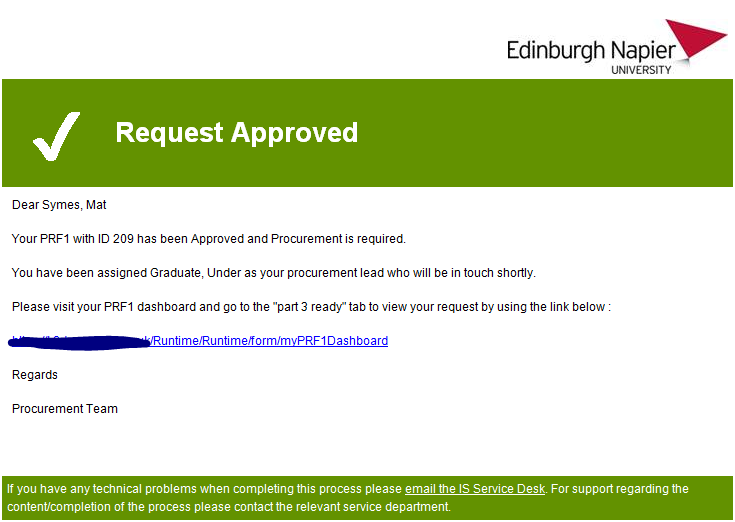 Edinburgh Napier
UNIVERSITY
Request Approved
Dear Symes, Mat
Your PRF1 with ID 209 has been Approved and Procurement is required.
You have been assigned Graduate, Under as your procurement lead who will be in touch shortly.
Please visit your PRF1 dashboard and go to the "part 3 ready" tab to view your request by using the link below :
/Runtime/Runtime/form/myPRF1Dashboard
Regards
Procurement Team
If you have any technical problems when completing this process please email the IS Service Desk. For support regarding the
content/completion of the process please contact the relevant service department.